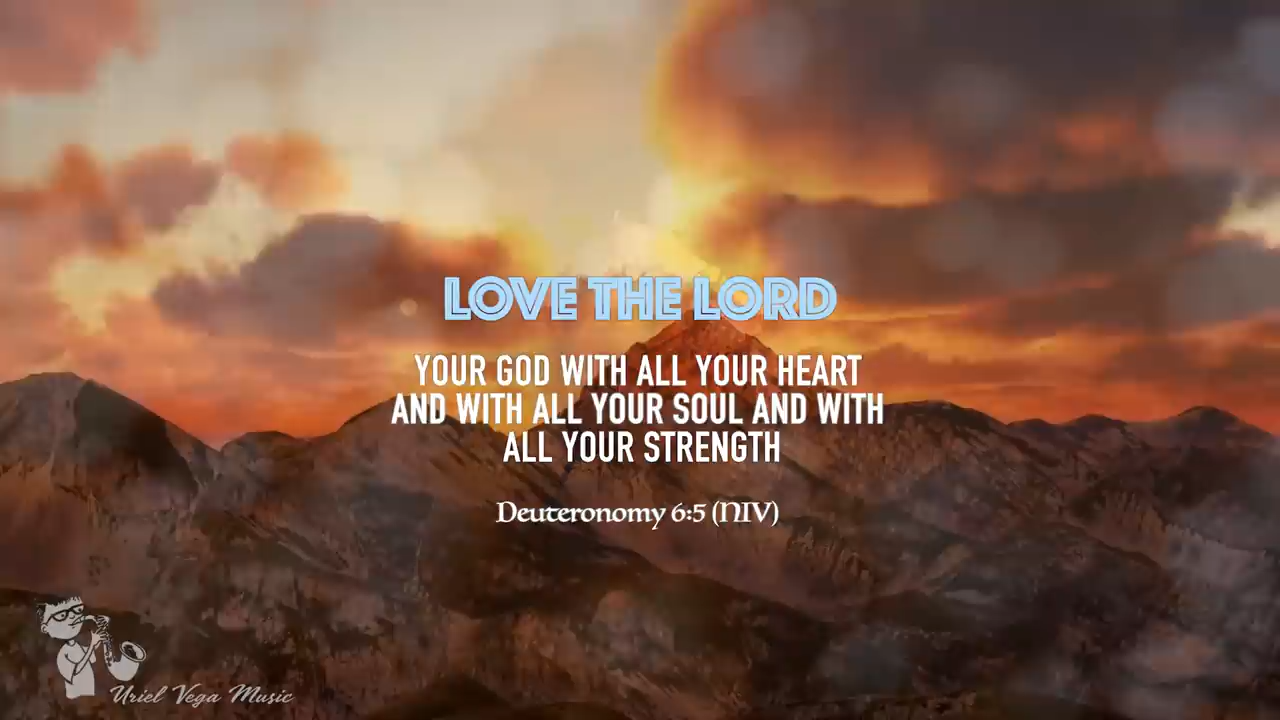 LOVE THE LORD
YOUR GOD WITH ALL YOUR HEART
AND WITH ALL YOUR SOUL AND WITH
ALL YOUR STRENGTH
Deuteronomy 6:5 (NIV)
Uriel Vega Music